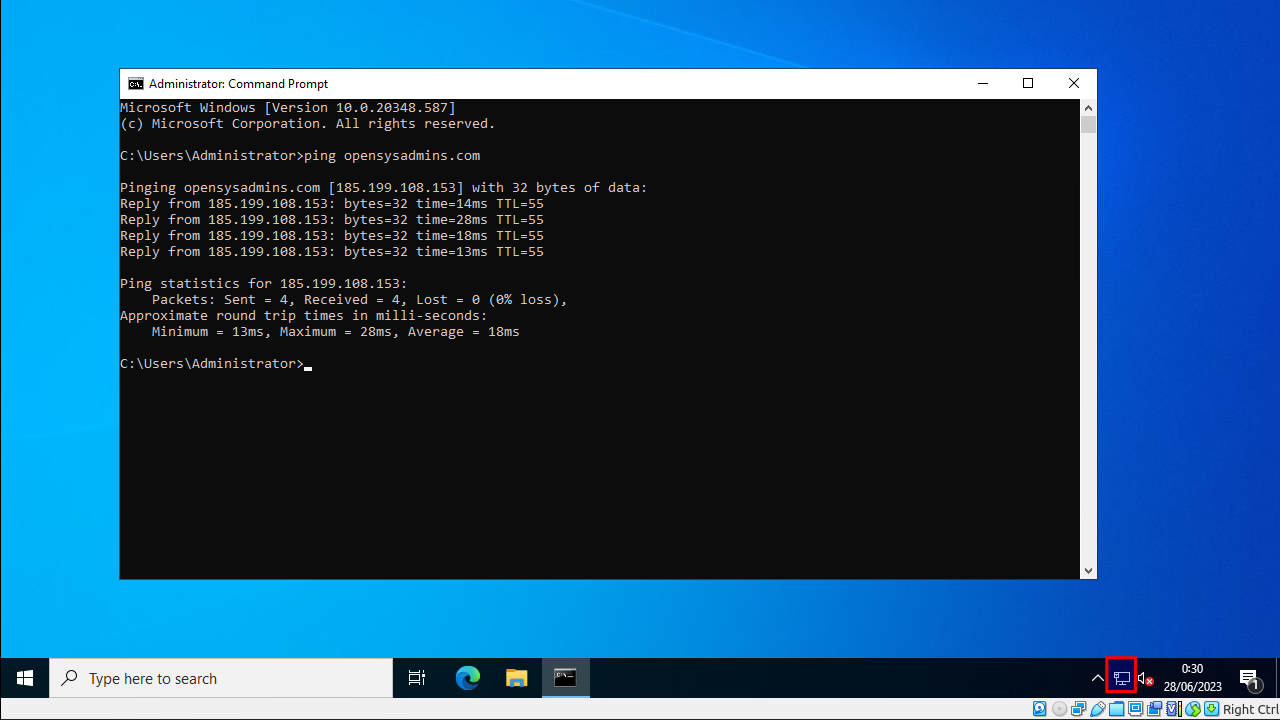 Administrator: Command Prompt
Microsoft Windows [Version 10.0.20348.587]
(c) Microsoft Corporation. All rights reserved.
C:\Users\Administrator>ping opensysadmins.com
Pinging opensysadmins.com [185.199.108.153] with 32 bytes of data:
Reply from 185.199.108.153: bytes=32 time=14ms TTL=55
Reply from 185.199.108.153: bytes=32 time=28ms TTL=55
Reply from 185.199.108.153: bytes=32 time=18ms TTL=55
Reply from 185.199.108.153: bytes=32 time=13ms TTL=55
Ping statistics for 185.199.108.153:
Packets: Sent = 4, Received = 4, Lost = 0 (0% loss),
Approximate round trip times in milli-seconds:
Minimum = 13ms, Maximum = 28ms, Average = 18ms
C:\Users\Administrator>
Type here to search
0:30
28/06/2023
1
Right Ctrl